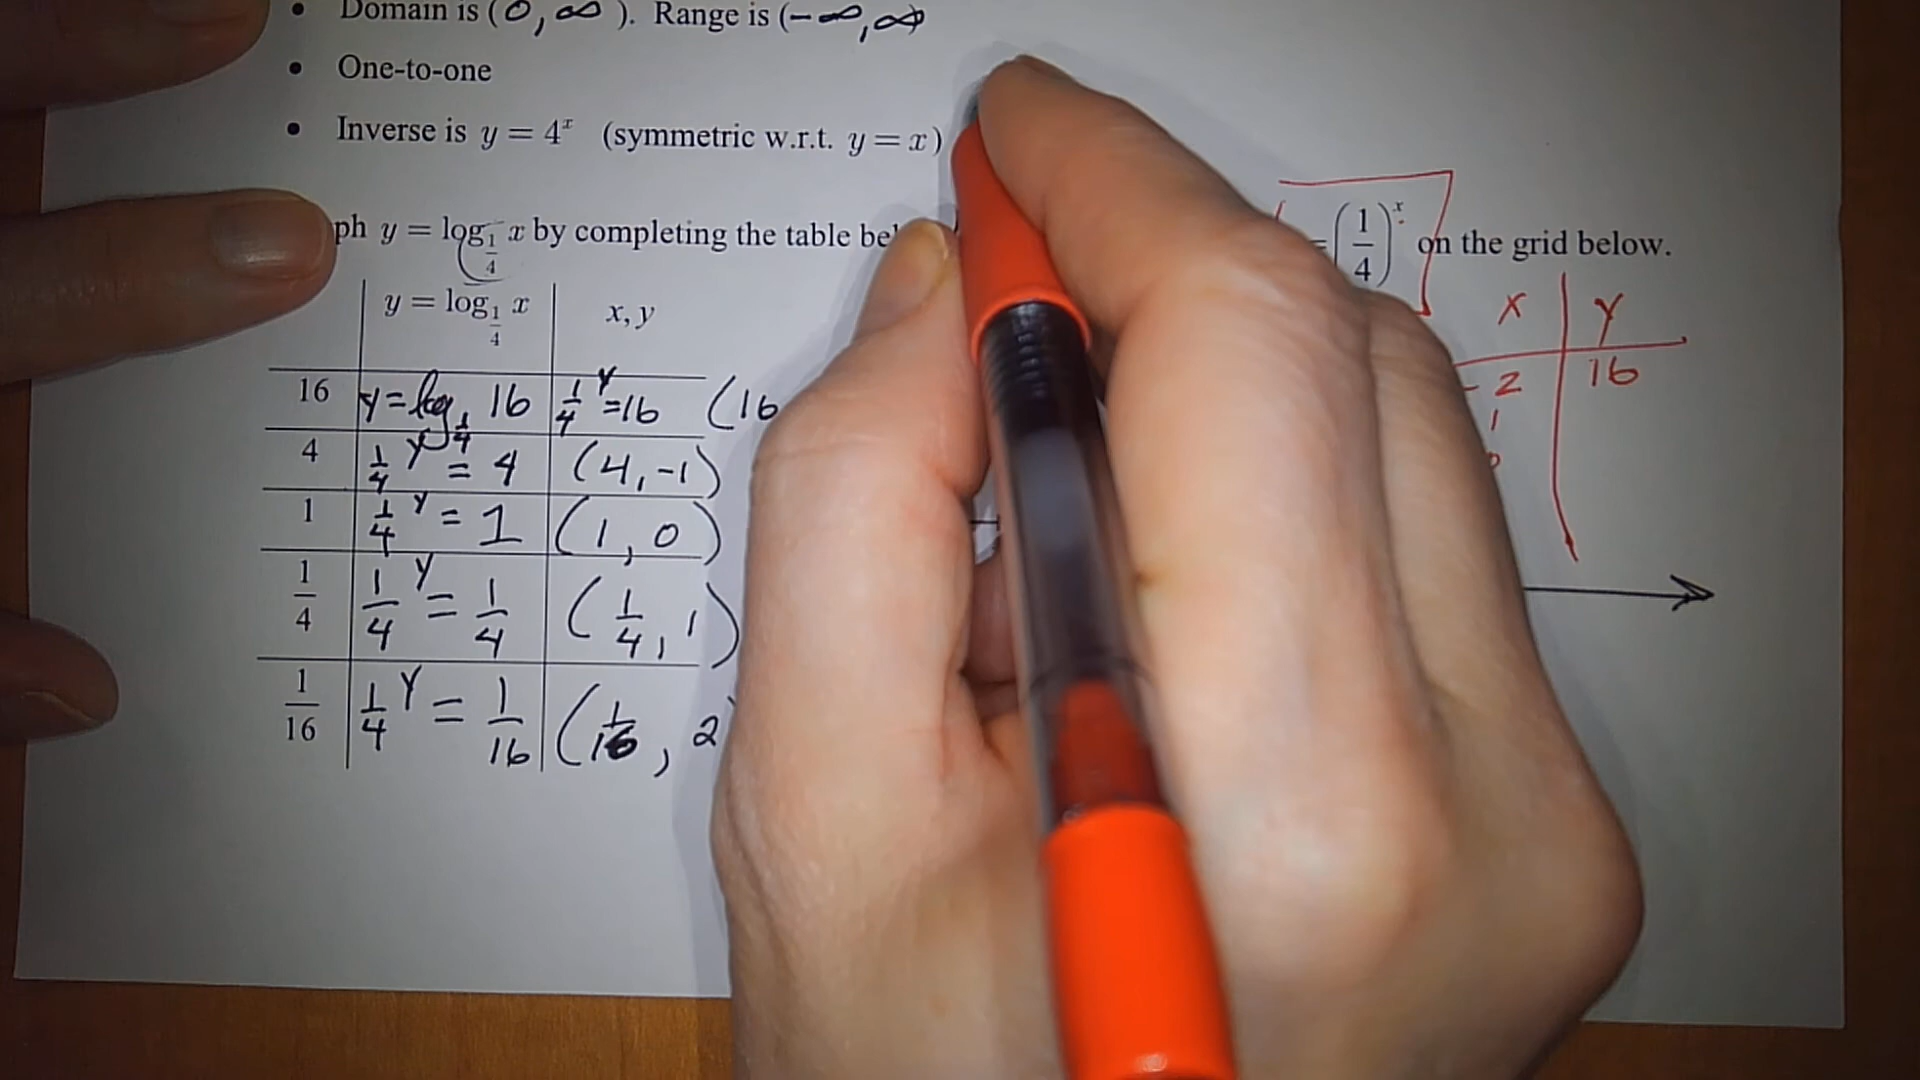 • Domain is (0, ∞). Range is (-∞, ∞)
• One-to-one
• Inverse is y = 4^x (symmetric w.r.t. y = x)
ph y = log_{1/4} x by completing the table
= (1/4)^x on the grid below.
y = log_{1/4} x x, y
16 y = log_{1/4} 16 1/4^y = 16 (16
4 1/4^y = 4 (4, -1)
1 1/4^y = 1 (1, 0)
1/4 1/4^y = 1/4 (1/4, 1)
1/16 1/4^y = 1/16 (1/16, 2
x y
-2 16
1